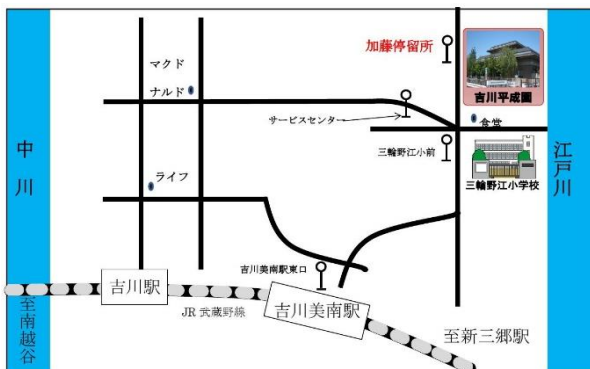 加藤停留所
吉川平成園
マクド
ナルド
サービスセンター
食堂
三輪野江小前
三輪野江小学校
中川
江戸川
ライフ
吉川美南駅東口
吉川駅
JR 武蔵野線
吉川美南駅
至南越谷
至新三郷駅